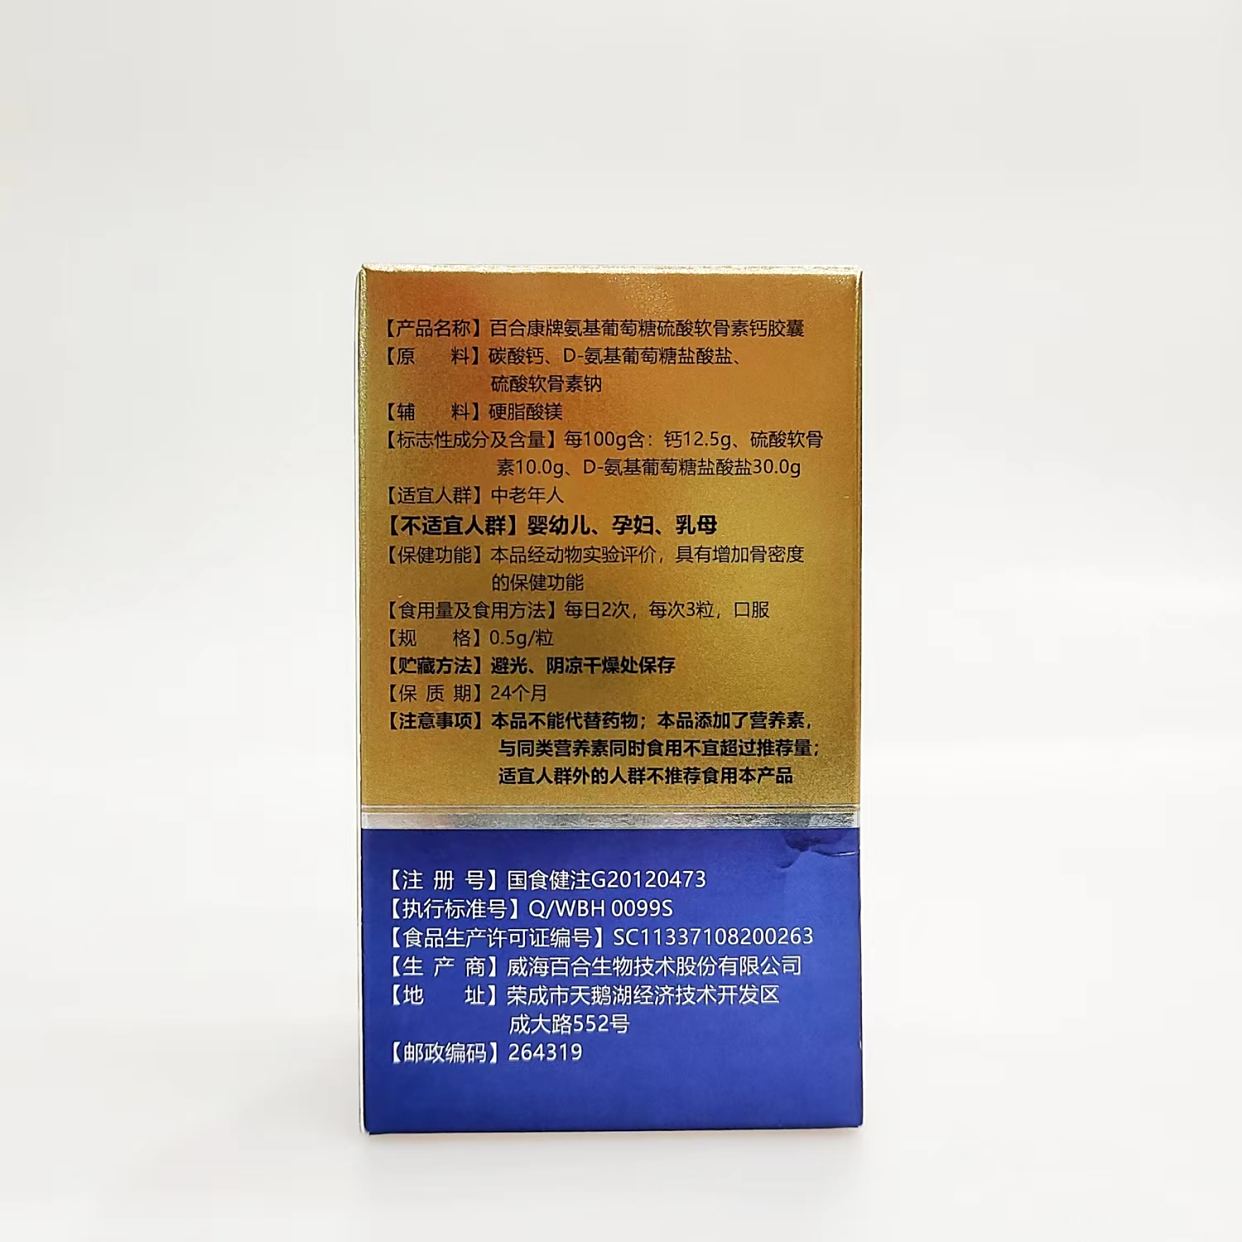 【产品名称】百合康牌氨基葡萄糖硫酸软骨素钙胶囊
【原 料】碳酸钙、D-氨基葡萄糖盐酸盐、
硫酸软骨素钠
【辅 料】硬脂酸镁
【标志性成分及含量】每100g含：钙12.5g、硫酸软骨
素10.0g、D-氨基葡萄糖盐酸盐30.0g
【适宜人群】中老年人
【不适宜人群】婴幼儿、孕妇、乳母
【保健功能】本品经动物实验评价，具有增加骨密度
的保健功能
【食用量及食用方法】每日2次，每次3粒，口服
【规 格】0.5g/粒
【贮藏方法】避光、阴凉干燥处保存
【保 质 期】24个月
【注意事项】本品不能代替药物；本品添加了营养素，
与同类营养素同时食用不宜超过推荐量；
适宜人群外的人群不推荐食用本产品
【注 册 号】国食健注G20120473
【执行标准号】Q/WBH 0099S
【食品生产许可证编号】SC11337108200263
【生 产 商】威海百合生物技术股份有限公司
【地 址】荣成市天鹅湖经济技术开发区
成大路552号
【邮政编码】264319